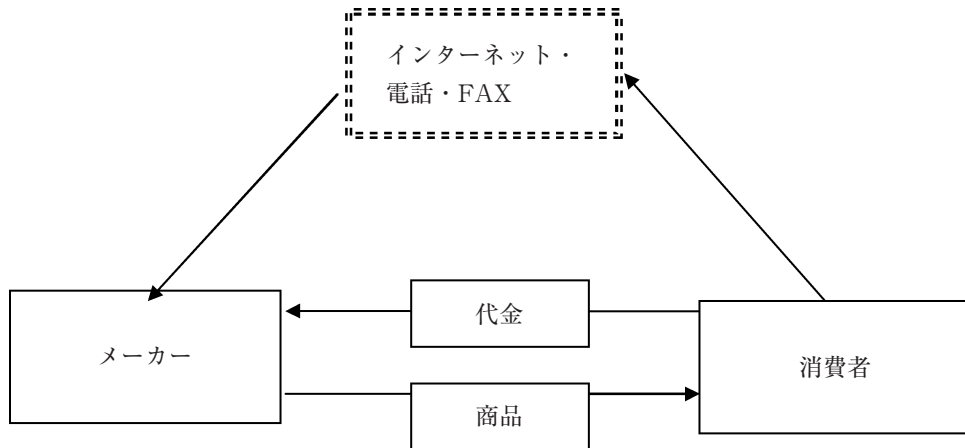 インターネット・
電話・FAX
代金
メーカー
消費者
商品